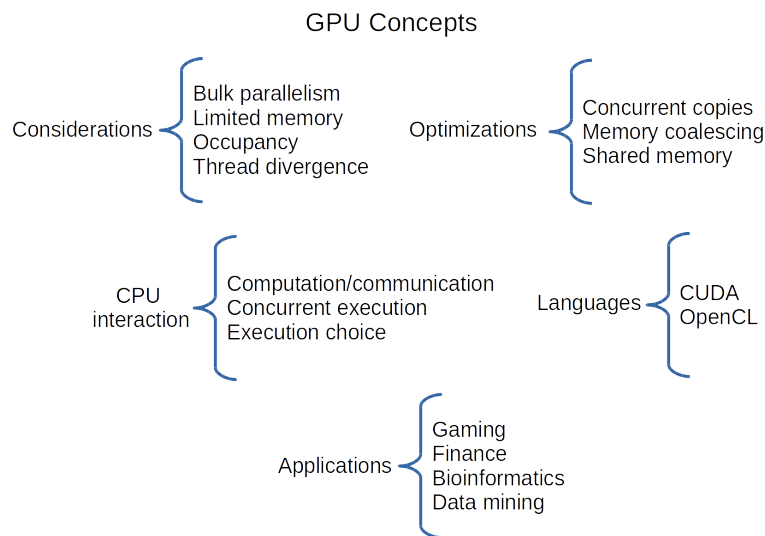 GPU Concepts
Considerations
Bulk parallelism
Limited memory
Occupancy
Thread divergence
Optimizations
Concurrent copies
Memory coalescing
Shared memory
CPU
interaction
Computation/communication
Concurrent execution
Execution choice
Languages
CUDA
OpenCL
Applications
Gaming
Finance
Bioinformatics
Data mining